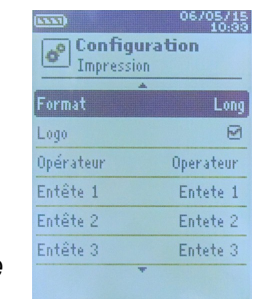 06/05/15
10:33
Configuration
Impression
Format Long
Logo
Opérateur Operateur
Entête 1 Entete 1
Entête 2 Entete 2
Entête 3 Entete 3
e